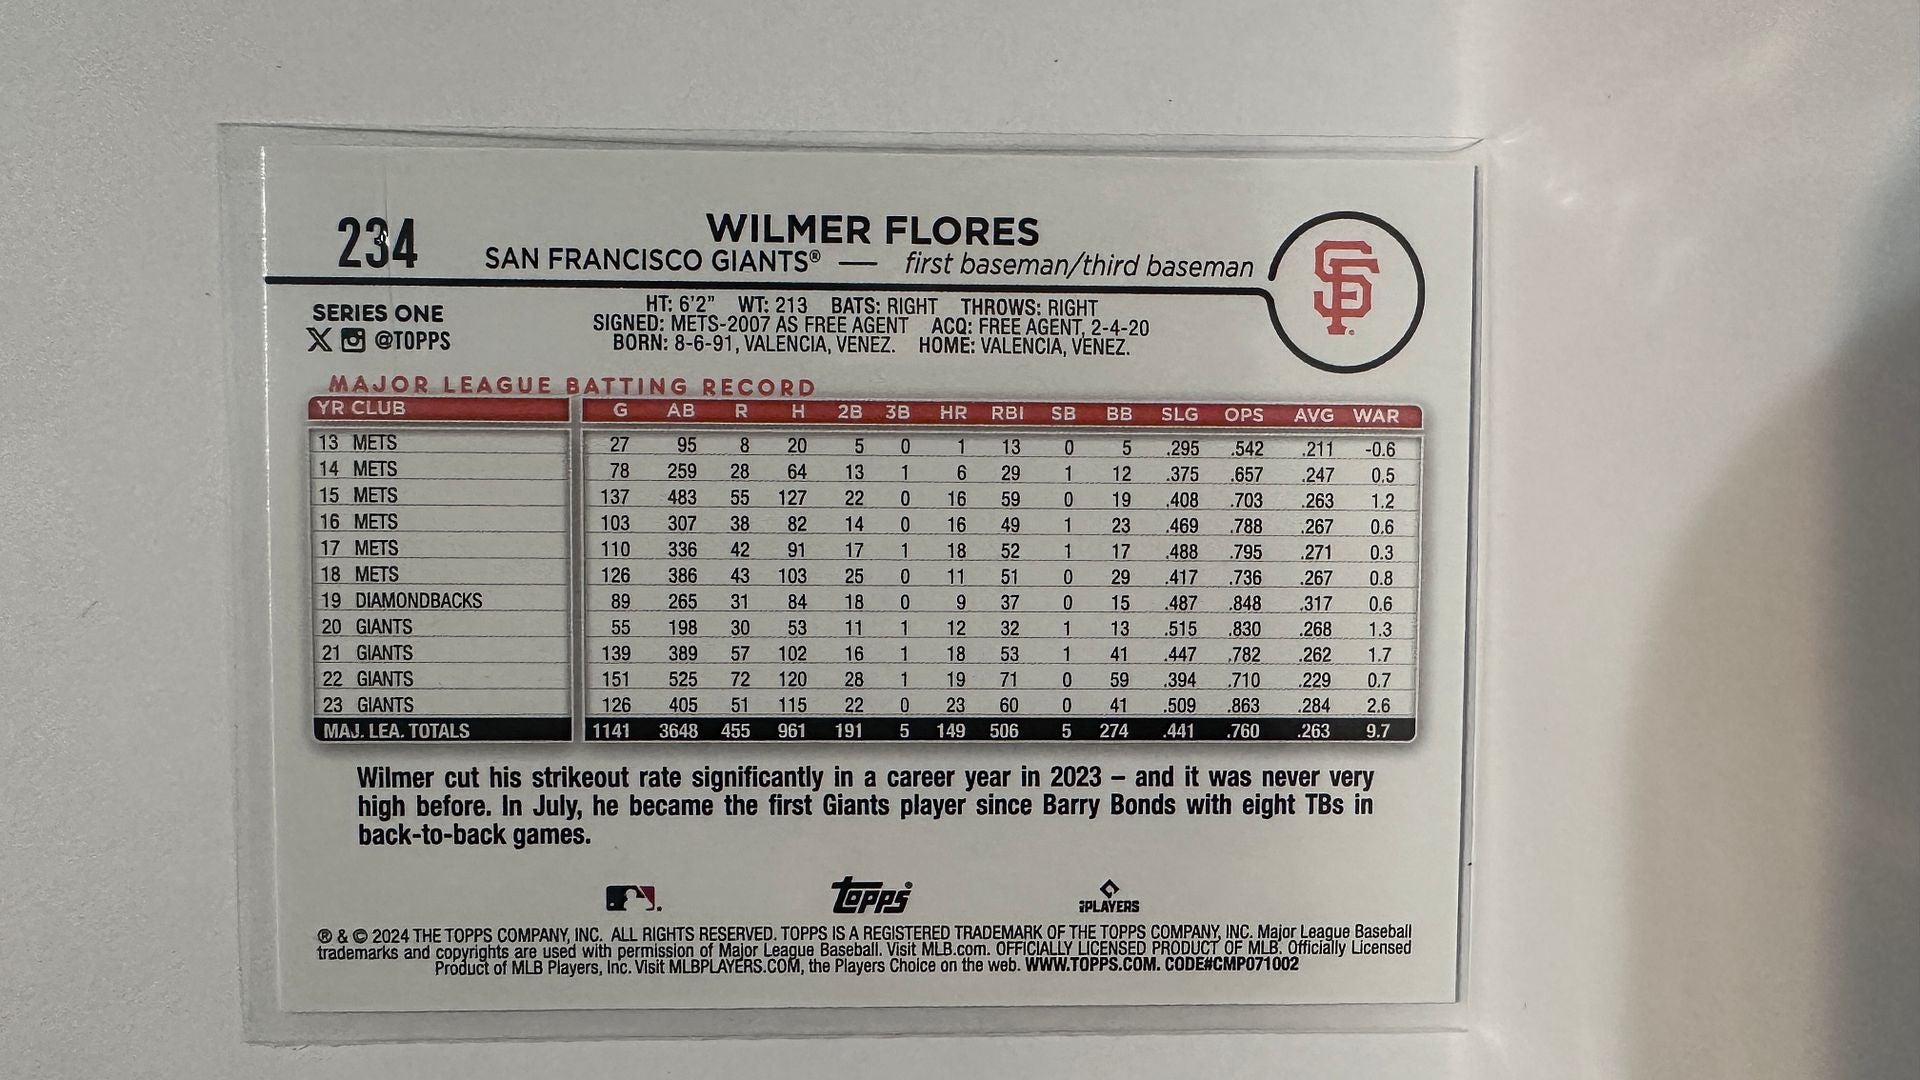 234
WILMER FLORES
SAN FRANCISCO GIANTS® — first baseman/third baseman
SF
SERIES ONE
@TOPPS
HT: 6'2" WT: 213 BATS: RIGHT THROWS: RIGHT
SIGNED: METS-2007 AS FREE AGENT ACQ: FREE AGENT, 2-4-20
BORN: 8-6-91, VALENCIA, VENEZ. HOME: VALENCIA, VENEZ.
MAJOR LEAGUE BATTING RECORD
YR CLUB G AB R H 2B 3B HR RBI SB BB SLG OPS AVG WAR
13 METS 27 95 8 20 5 0 1 13 0 5 .295 .542 .211 -0.6
14 METS 78 259 28 64 13 1 6 29 1 12 .375 .657 .247 0.5
15 METS 137 483 55 127 22 0 16 59 0 19 .408 .703 .263 1.2
16 METS 103 307 38 82 14 0 16 49 1 23 .469 .788 .267 0.6
17 METS 110 336 42 91 17 1 18 52 1 17 .488 .795 .271 0.3
18 METS 126 386 43 103 25 0 11 51 0 29 .417 .736 .267 0.8
19 DIAMONDBACKS 89 265 31 84 18 0 9 37 0 15 .487 .848 .317 0.6
20 GIANTS 55 198 30 53 11 1 12 32 1 13 .515 .830 .268 1.3
21 GIANTS 139 389 57 102 16 1 18 53 1 41 .447 .782 .262 1.7
22 GIANTS 151 525 72 120 28 1 19 71 0 59 .394 .710 .229 0.7
23 GIANTS 126 405 51 115 22 0 23 60 0 41 .509 .863 .284 2.6
MAJ. LEA. TOTALS 1141 3648 455 961 191 5 149 506 5 274 .441 .760 .263 9.7
Wilmer cut his strikeout rate significantly in a career year in 2023 – and it was never very
high before. In July, he became the first Giants player since Barry Bonds with eight TBs in
back-to-back games.
Topps
PLAYERS
® & © 2024 THE TOPPS COMPANY, INC. ALL RIGHTS RESERVED. TOPPS IS A REGISTERED TRADEMARK OF THE TOPPS COMPANY, INC. Major League Baseball
trademarks and copyrights are used with permission of Major League Baseball. Visit MLB.com. OFFICIALLY LICENSED PRODUCT OF MLB. Officially Licensed
Product of MLB Players, Inc. Visit MLBPLAYERS.COM, the Players Choice on the web. WWW.TOPPS.COM. CODE#CMP071002